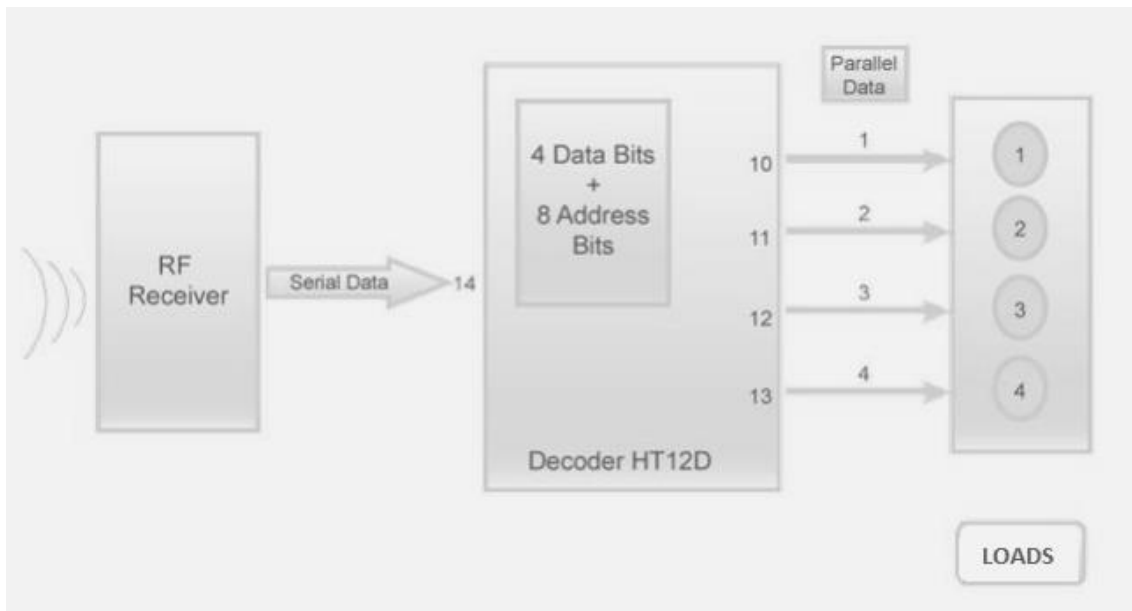 RF
Receiver
Serial Data
14
4 Data Bits
+
8 Address
Bits
10
11
12
13
Decoder HT12D
Parallel
Data
1
2
3
4
1
2
3
4
LOADS